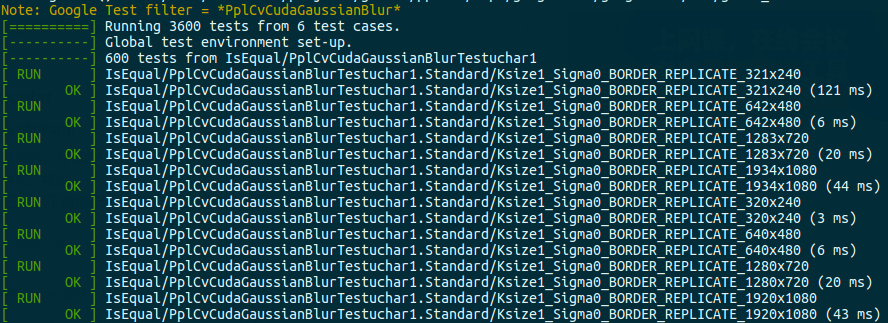 Note: Google Test filter = *PplCvCudaGaussianBlur*
[==========] Running 3600 tests from 6 test cases.
[----------] Global test environment set-up.
[----------] 600 tests from IsEqual/PplCvCudaGaussianBlurTestuchar1
[ RUN      ] IsEqual/PplCvCudaGaussianBlurTestuchar1.Standard/Ksize1_Sigma0_BORDER_REPLICATE_321x240
[       OK ] IsEqual/PplCvCudaGaussianBlurTestuchar1.Standard/Ksize1_Sigma0_BORDER_REPLICATE_321x240 (121 ms)
[ RUN      ] IsEqual/PplCvCudaGaussianBlurTestuchar1.Standard/Ksize1_Sigma0_BORDER_REPLICATE_642x480
[       OK ] IsEqual/PplCvCudaGaussianBlurTestuchar1.Standard/Ksize1_Sigma0_BORDER_REPLICATE_642x480 (6 ms)
[ RUN      ] IsEqual/PplCvCudaGaussianBlurTestuchar1.Standard/Ksize1_Sigma0_BORDER_REPLICATE_1283x720
[       OK ] IsEqual/PplCvCudaGaussianBlurTestuchar1.Standard/Ksize1_Sigma0_BORDER_REPLICATE_1283x720 (20 ms)
[ RUN      ] IsEqual/PplCvCudaGaussianBlurTestuchar1.Standard/Ksize1_Sigma0_BORDER_REPLICATE_1934x1080
[       OK ] IsEqual/PplCvCudaGaussianBlurTestuchar1.Standard/Ksize1_Sigma0_BORDER_REPLICATE_1934x1080 (44 ms)
[ RUN      ] IsEqual/PplCvCudaGaussianBlurTestuchar1.Standard/Ksize1_Sigma0_BORDER_REPLICATE_320x240
[       OK ] IsEqual/PplCvCudaGaussianBlurTestuchar1.Standard/Ksize1_Sigma0_BORDER_REPLICATE_320x240 (3 ms)
[ RUN      ] IsEqual/PplCvCudaGaussianBlurTestuchar1.Standard/Ksize1_Sigma0_BORDER_REPLICATE_640x480
[       OK ] IsEqual/PplCvCudaGaussianBlurTestuchar1.Standard/Ksize1_Sigma0_BORDER_REPLICATE_640x480 (6 ms)
[ RUN      ] IsEqual/PplCvCudaGaussianBlurTestuchar1.Standard/Ksize1_Sigma0_BORDER_REPLICATE_1280x720
[       OK ] IsEqual/PplCvCudaGaussianBlurTestuchar1.Standard/Ksize1_Sigma0_BORDER_REPLICATE_1280x720 (20 ms)
[ RUN      ] IsEqual/PplCvCudaGaussianBlurTestuchar1.Standard/Ksize1_Sigma0_BORDER_REPLICATE_1920x1080
[       OK ] IsEqual/PplCvCudaGaussianBlurTestuchar1.Standard/Ksize1_Sigma0_BORDER_REPLICATE_1920x1080 (43 ms)